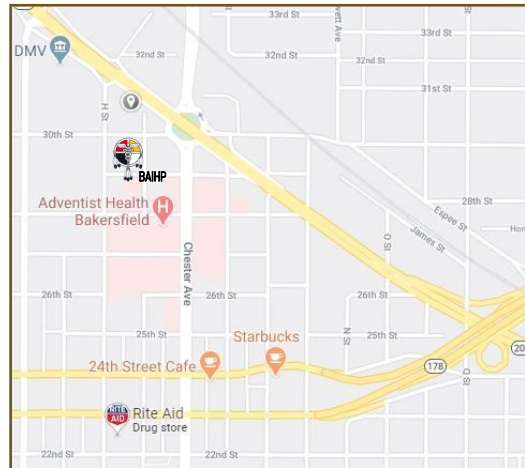 33rd St
33rd St
Q St
DMV
32nd St
32nd St
32nd St
31st St
H St
30th St
BAIHP
Adventist Health
Bakersfield
H
28th St
Espee St
James St
Q St
Chester Ave
26th St
26th St
26th St
25th St
N St
25th St
Starbucks
24th Street Cafe
178
Q St
RITE
AID
Rite Aid
Drug store
22nd St
22nd St